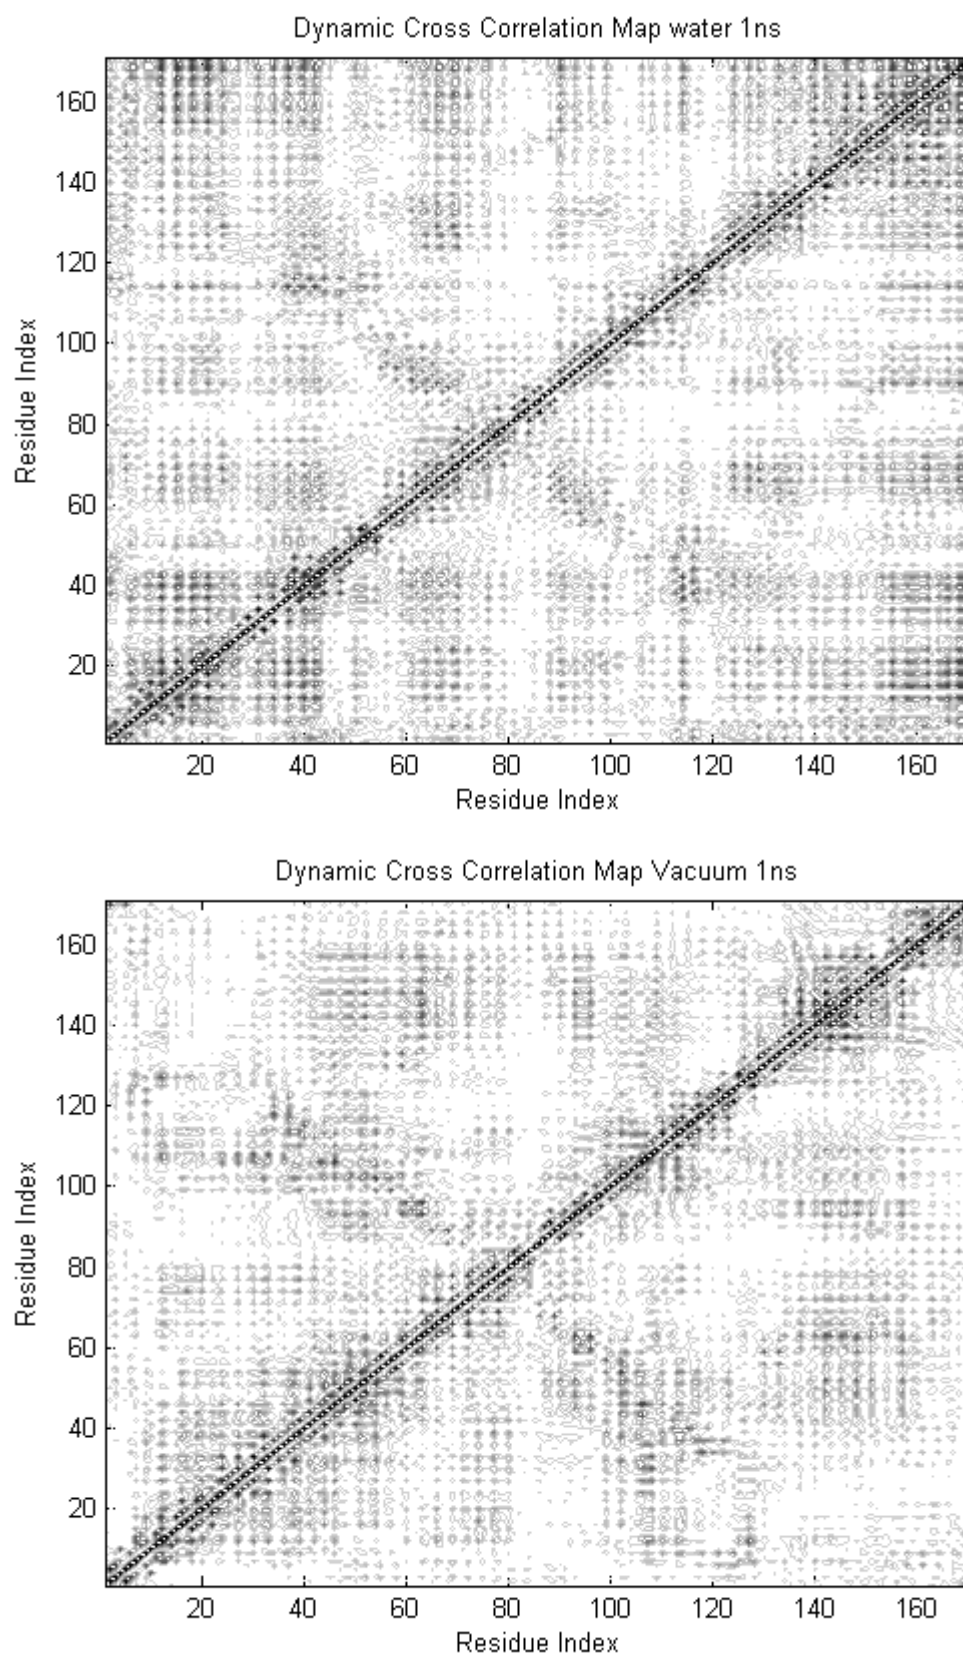 Dynamic Cross Correlation Map water 1ns
160
140
120
100
80
60
40
20
Residue Index
20 40 60 80 100 120 140 160
Residue Index
Dynamic Cross Correlation Map Vacuum 1ns
160
140
120
100
80
60
40
20
Residue Index
20 40 60 80 100 120 140 160
Residue Index